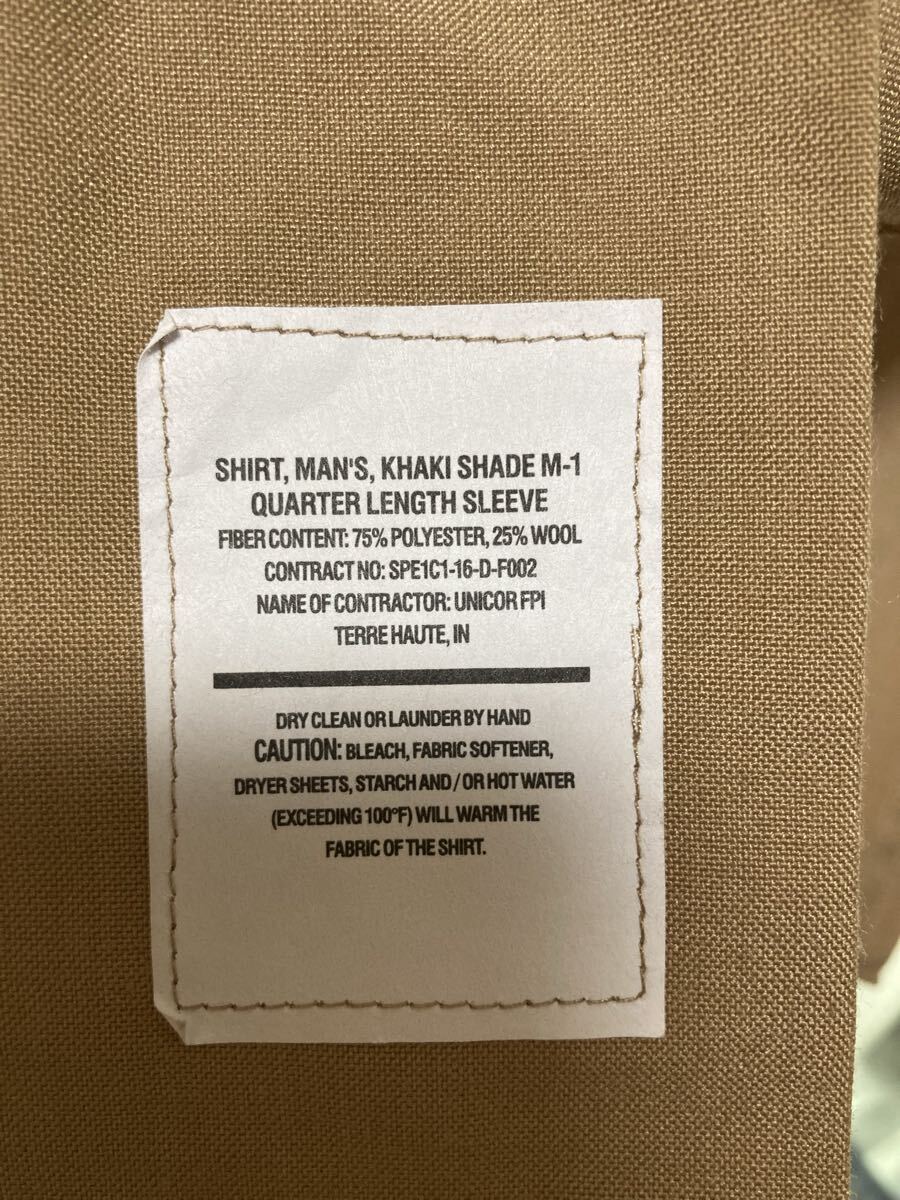 SHIRT, MAN'S, KHAKI SHADE M-1
QUARTER LENGTH SLEEVE
FIBER CONTENT: 75% POLYESTER, 25% WOOL
CONTRACT NO: SPE1C1-16-D-F002
NAME OF CONTRACTOR: UNICOR FPI
TERRE HAUTE, IN
DRY CLEAN OR LAUNDER BY HAND
CAUTION: BLEACH, FABRIC SOFTENER,
DRYER SHEETS, STARCH AND / OR HOT WATER
(EXCEEDING 100°F) WILL WARM THE
FABRIC OF THE SHIRT.